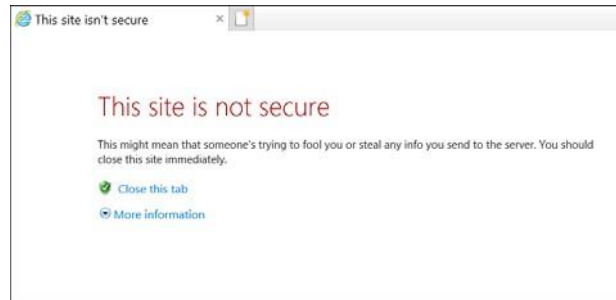 This site isn't secure
This site is not secure
This might mean that someone's trying to fool you or steal any info you send to the server. You should
close this site immediately.
Close this tab
More information